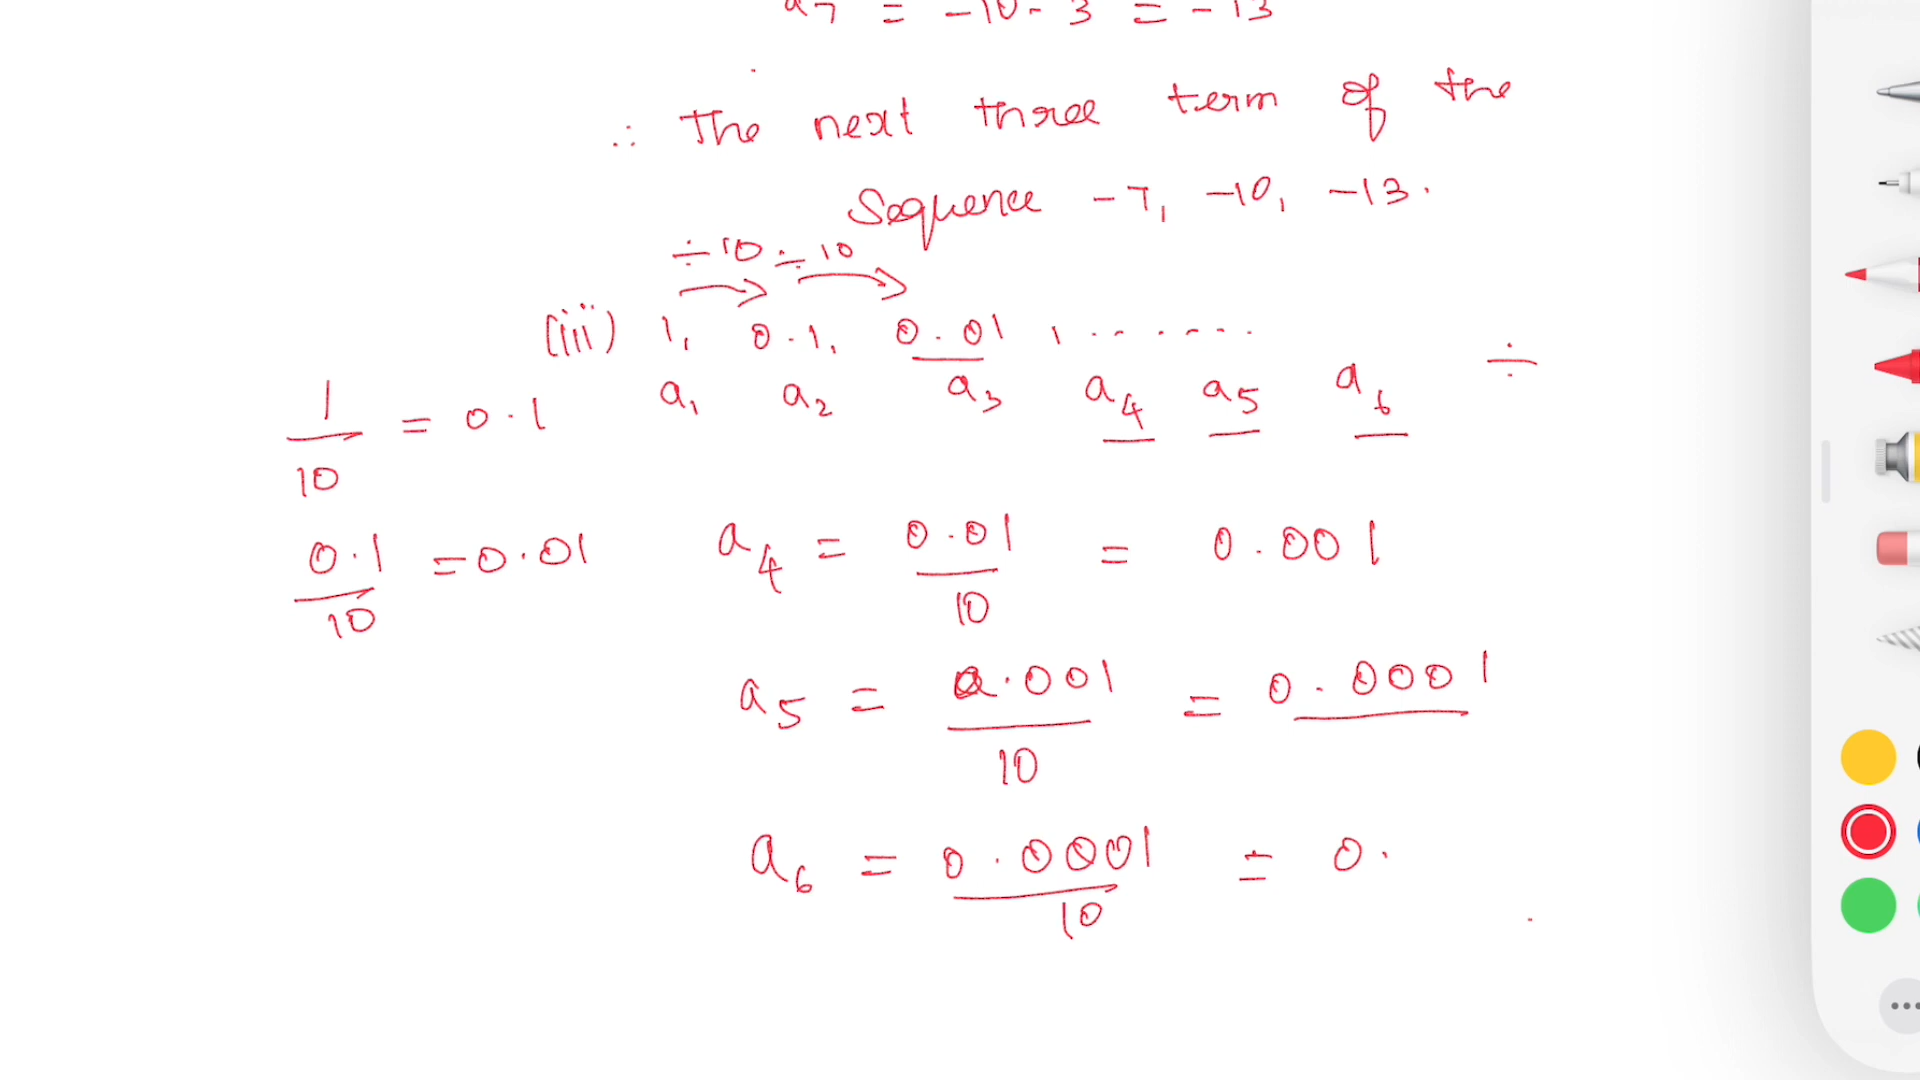 a7 = -10 - 3 = -13
∴ The next three term of the
Sequence -7, -10, -13.
÷10 ÷10
(iii) 1, 0.1, 0.01, .......
a1 a2 a3 a4 a5 a6 ÷
1/10 = 0.1
0.1/10 = 0.01
a4 = 0.01/10 = 0.001
a5 = 0.001/10 = 0.0001
a6 = 0.0001/10 = 0.